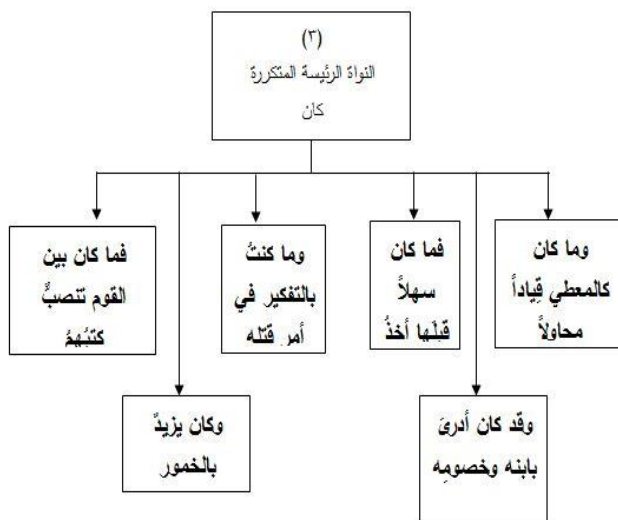 (٣)
النواة الرئيسة المتكررة
كان
وما كان
كالمعطي قِياداً
محاولاً
فما كان
سهلاً
قبلَها أخذُ
وما كنتُ
بالتفكير في
أمر قتله
فما كان بين
القوم تنصبُّ
كتبُهمُ
وقد كان أدرىَ
بابنه وخصومِه
وكان يزيدٌ
بالخمور